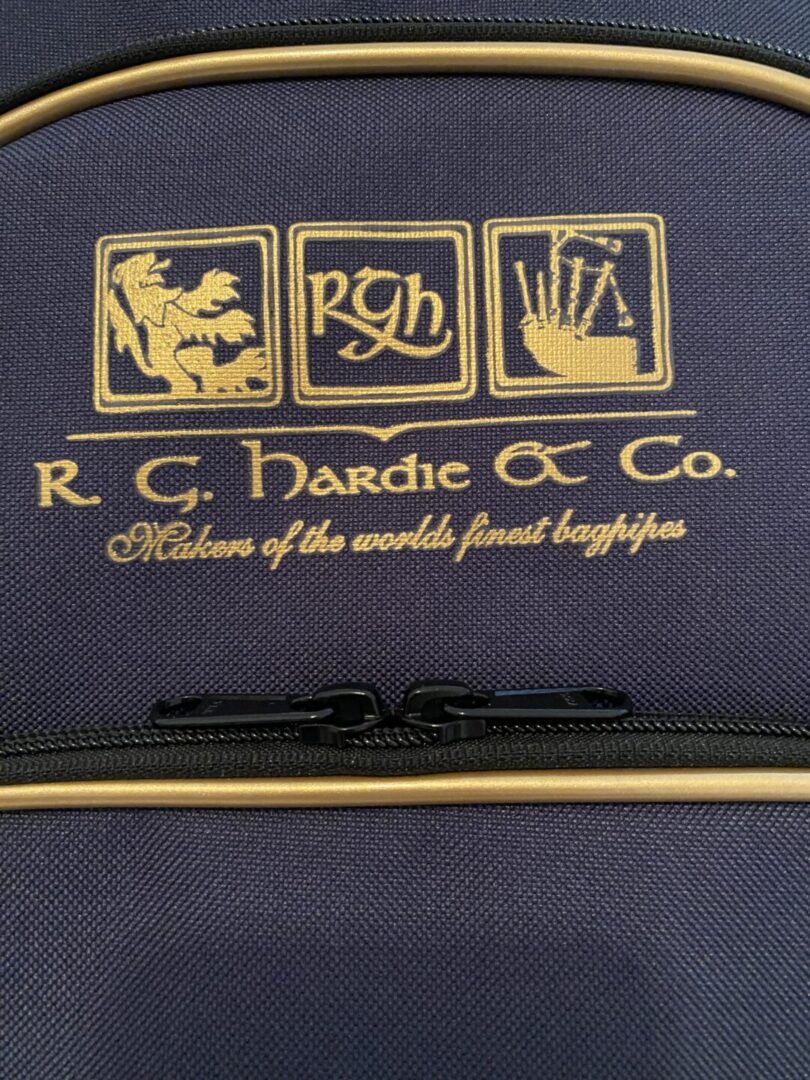 Rgh
R. G. Hardie & Co.
Makers of the worlds finest bagpipes